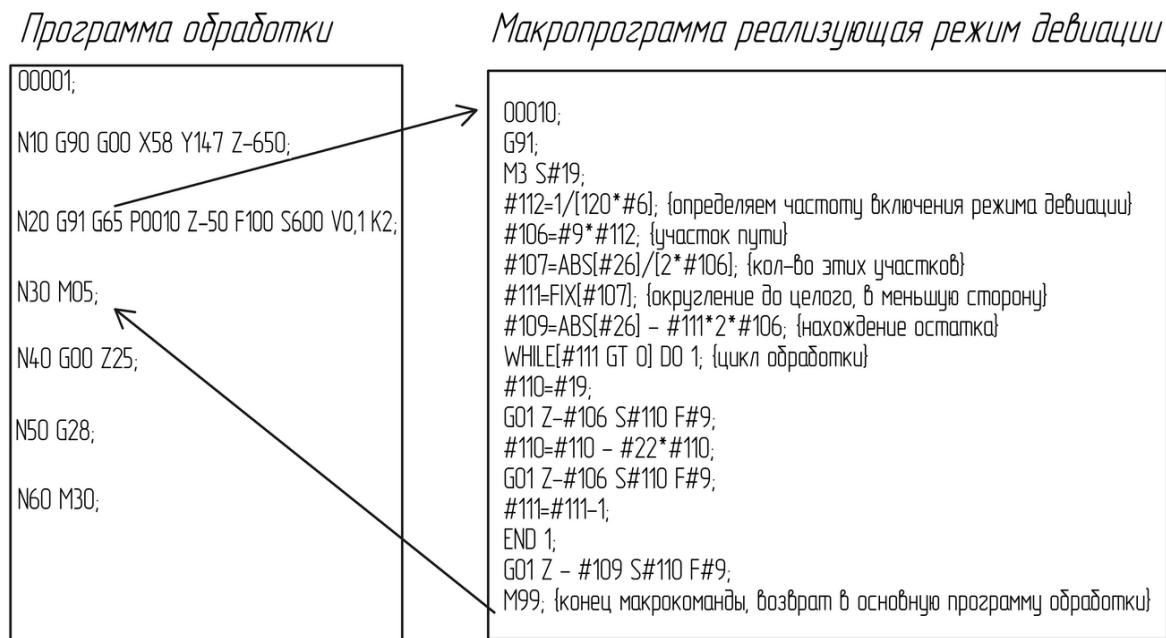 Программа обработки
O0001;
N10 G90 G00 X58 Y147 Z-650;
N20 G91 G65 P0010 Z-50 F100 S600 V0,1 K2;
N30 M05;
N40 G00 Z25;
N50 G28;
N60 M30;
Макропрограмма реализующая режим девиации
O0010;
G91;
M3 S#19;
#112=1/[120*#6]; {определяем частоту включения режима девиации}
#106=#9*#112; {участок пути}
#107=ABS[#26]/[2*#106]; {кол-во этих участков}
#111=FIX[#107]; {округление до целого, в меньшую сторону}
#109=ABS[#26] - #111*2*#106; {нахождение остатка}
WHILE[#111 GT 0] DO 1; {цикл обработки}
#110=#19;
G01 Z-#106 S#110 F#9;
#110=#110 - #22*#110;
G01 Z-#106 S#110 F#9;
#111=#111-1;
END 1;
G01 Z - #109 S#110 F#9;
M99; {конец макрокоманды, возврат в основную программу обработки}